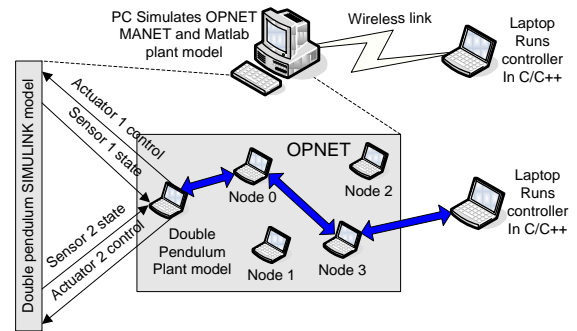 PC Simulates OPNET
MANET and Matlab
plant model
Wireless link
Laptop
Runs
controller
In C/C++
Double pendulum SIMULINK model
Actuator 1 control
Sensor 1 state
Sensor 2 state
Actuator 2 control
OPNET
Node 0
Node 2
Double
Pendulum
Plant model
Node 1
Node 3
Laptop
Runs
controller
In C/C++